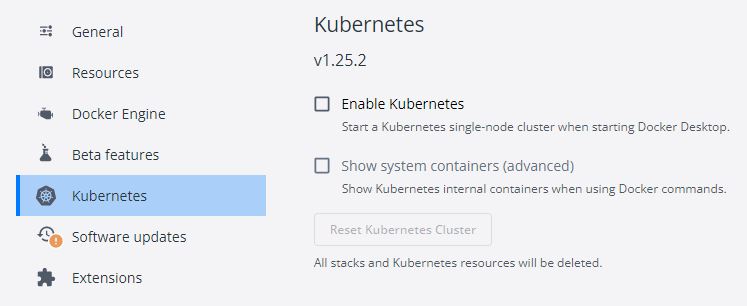 General
Resources
Docker Engine
Beta features
Kubernetes
Software updates
Extensions
Kubernetes
v1.25.2
Enable Kubernetes
Start a Kubernetes single-node cluster when starting Docker Desktop.
Show system containers (advanced)
Show Kubernetes internal containers when using Docker commands.
Reset Kubernetes Cluster
All stacks and Kubernetes resources will be deleted.